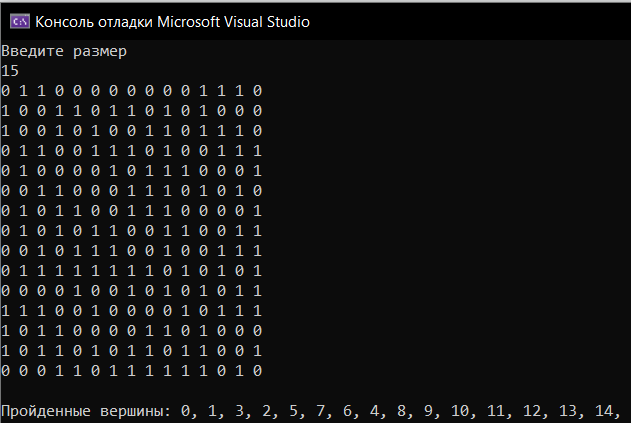 Консоль отладки Microsoft Visual Studio
Введите размер
15
0 1 1 0 0 0 0 0 0 0 0 1 1 1 0
1 0 0 1 1 0 1 1 0 1 0 1 0 0 0
1 0 0 1 0 1 0 0 1 1 0 1 1 1 0
0 1 1 0 0 1 1 1 0 1 0 0 1 1 1
0 1 0 0 0 0 1 0 1 1 1 0 0 0 1
0 0 1 1 0 0 0 1 1 1 0 1 0 1 0
0 1 0 1 1 0 0 1 1 1 0 0 0 0 1
0 1 0 1 0 1 1 0 0 1 1 0 0 1 1
0 0 1 0 1 1 1 0 0 1 0 0 1 1 1
0 1 1 1 1 1 1 1 1 0 1 0 1 0 1
0 0 0 0 1 0 0 1 0 1 0 1 0 1 1
1 1 1 0 0 1 0 0 0 0 1 0 1 1 1
1 0 1 1 0 0 0 0 1 1 0 1 0 0 0
1 0 1 1 0 1 0 1 1 0 1 1 0 0 1
0 0 0 1 1 0 1 1 1 1 1 1 0 1 0
Пройденные вершины: 0, 1, 3, 2, 5, 7, 6, 4, 8, 9, 10, 11, 12, 13, 14,